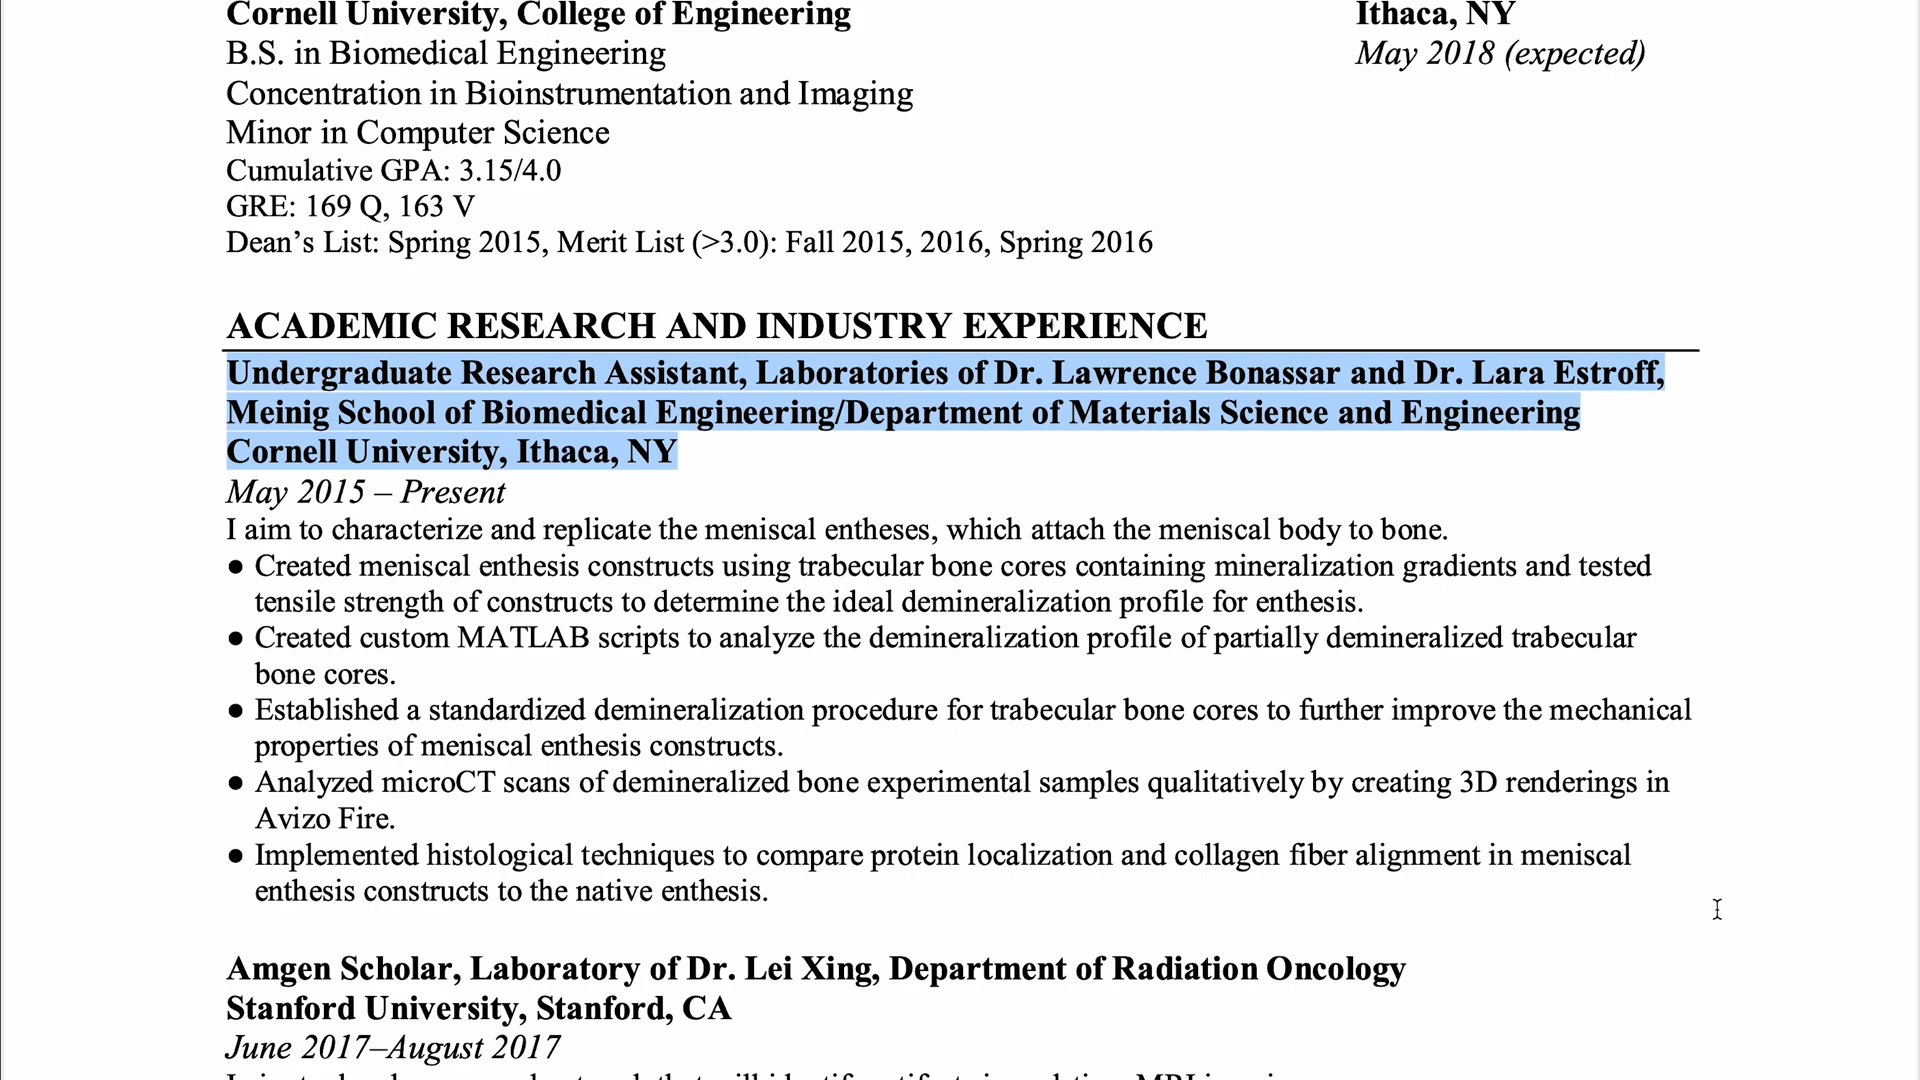 Cornell University, College of Engineering Ithaca, NY
B.S. in Biomedical Engineering May 2018 (expected)
Concentration in Bioinstrumentation and Imaging
Minor in Computer Science
Cumulative GPA: 3.15/4.0
GRE: 169 Q, 163 V
Dean’s List: Spring 2015, Merit List (>3.0): Fall 2015, 2016, Spring 2016
ACADEMIC RESEARCH AND INDUSTRY EXPERIENCE
Undergraduate Research Assistant, Laboratories of Dr. Lawrence Bonassar and Dr. Lara Estroff,
Meinig School of Biomedical Engineering/Department of Materials Science and Engineering
Cornell University, Ithaca, NY
May 2015 – Present
I aim to characterize and replicate the meniscal entheses, which attach the meniscal body to bone.
● Created meniscal enthesis constructs using trabecular bone cores containing mineralization gradients and tested
tensile strength of constructs to determine the ideal demineralization profile for enthesis.
● Created custom MATLAB scripts to analyze the demineralization profile of partially demineralized trabecular
bone cores.
● Established a standardized demineralization procedure for trabecular bone cores to further improve the mechanical
properties of meniscal enthesis constructs.
● Analyzed microCT scans of demineralized bone experimental samples qualitatively by creating 3D renderings in
Avizo Fire.
● Implemented histological techniques to compare protein localization and collagen fiber alignment in meniscal
enthesis constructs to the native enthesis.
Amgen Scholar, Laboratory of Dr. Lei Xing, Department of Radiation Oncology
Stanford University, Stanford, CA
June 2017–August 2017